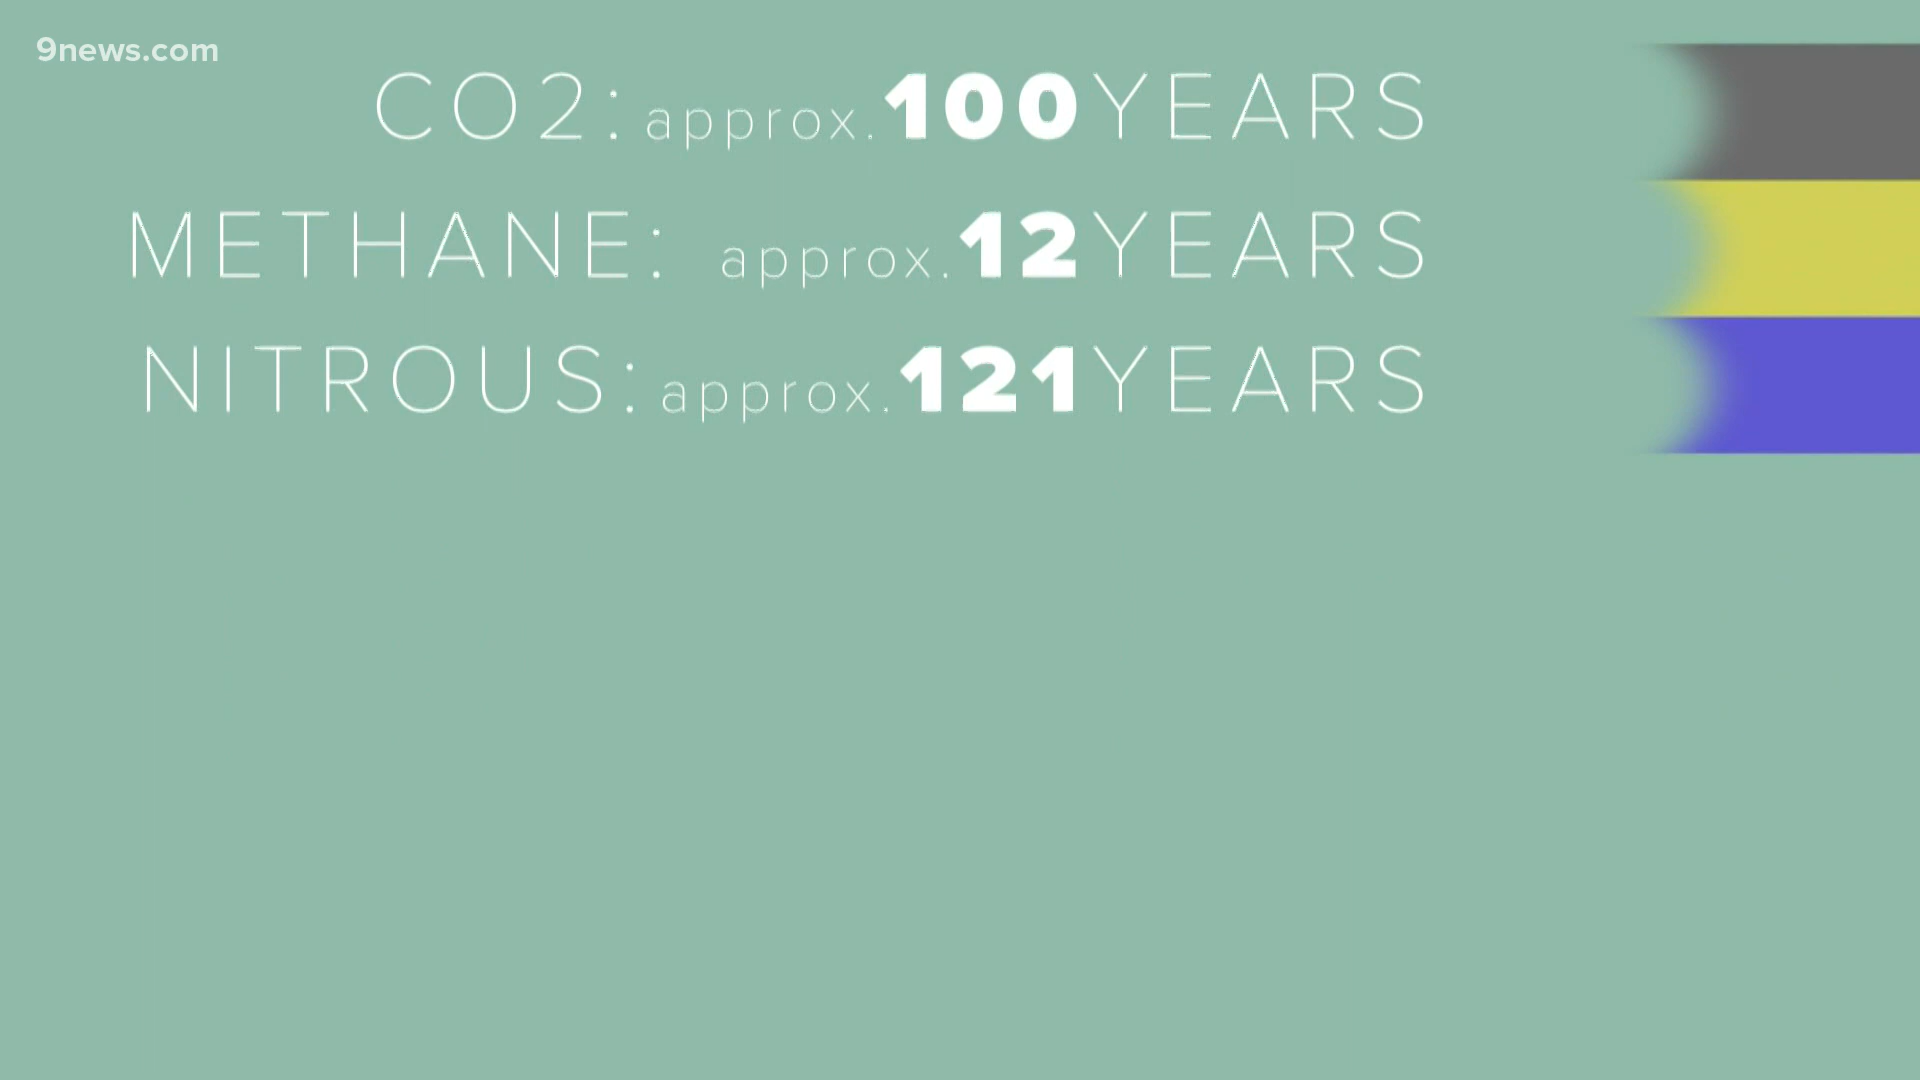 9news.com
CO2: approx. 100 YEARS
METHANE: approx. 12 YEARS
NITROUS: approx. 121 YEARS